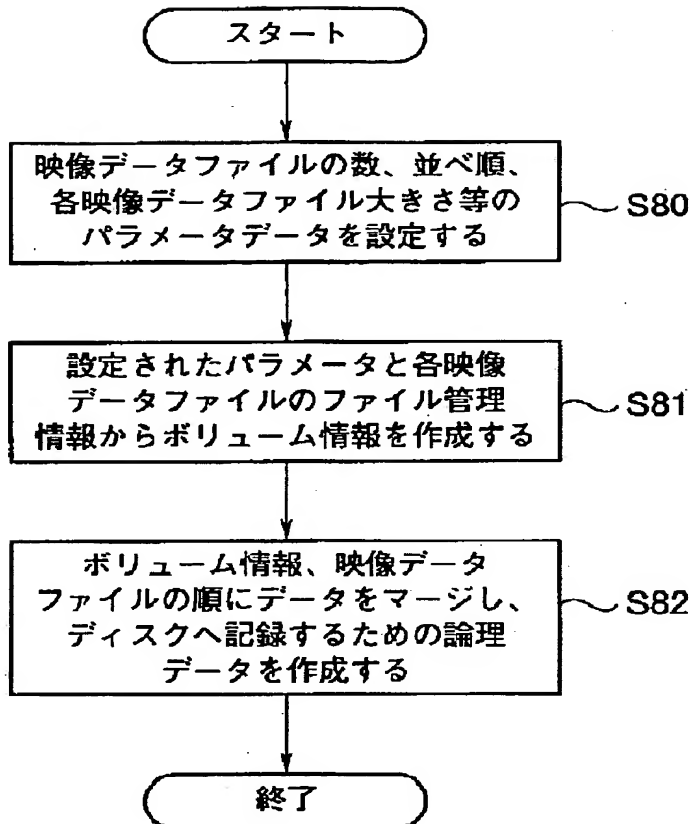 スタート
映像データファイルの数、並べ順、
各映像データファイル大きさ等の
パラメータデータを設定する
S80
設定されたパラメータと各映像
データファイルのファイル管理
情報からボリューム情報を作成する
S81
ボリューム情報、映像データ
ファイルの順にデータをマージし、
ディスクへ記録するための論理
データを作成する
S82
終了